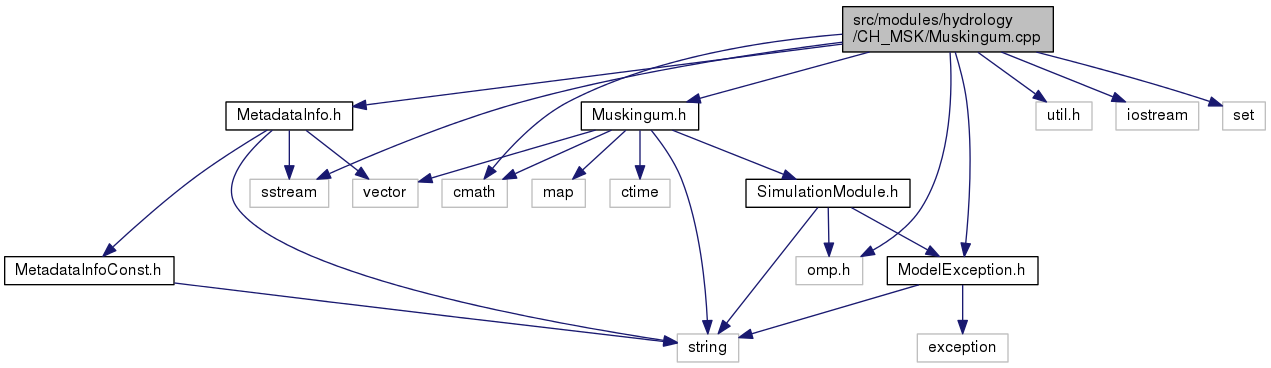 src/modules/hydrology
/CH_MSK/Muskingum.cpp
MetadataInfo.h
Muskingum.h
util.h
iostream
set
sstream
vector
cmath
map
ctime
SimulationModule.h
MetadataInfoConst.h
omp.h
ModelException.h
string
exception